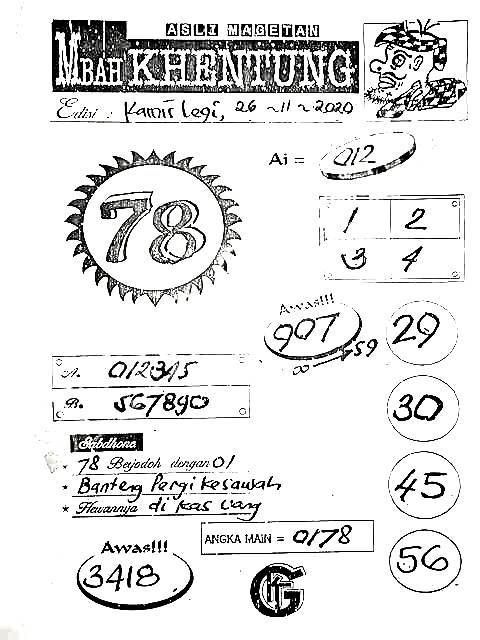 ASLI MAGETAN
MBAH KHENTUNG
Edisi : Kamis Legi, 26 ~ 11 ~ 2020
Ai = 012
78
1 2
3 4
Awas!!!
907
∞ → 59
29
A. 012345
B. 567890
30
Sabdhone
* 78 Berjodoh dengan 01
* Banteng Pergi Kesawah
* Hewannya di kas Uang
45
ANGKA MAIN = 0178
Awas!!!
3418
56